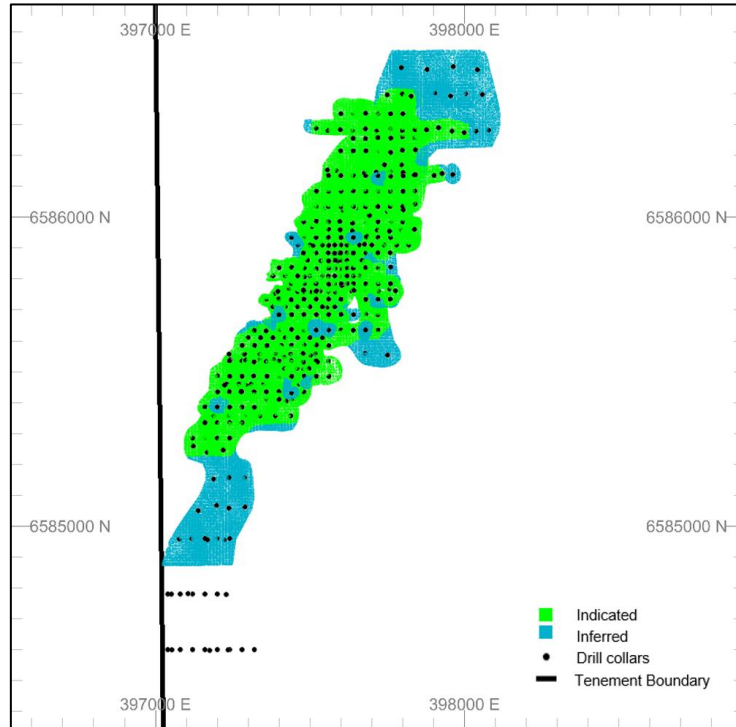 397000 E 398000 E
6586000 N 6586000 N
6585000 N 6585000 N
Indicated
Inferred
Drill collars
Tenement Boundary
397000 E 398000 E